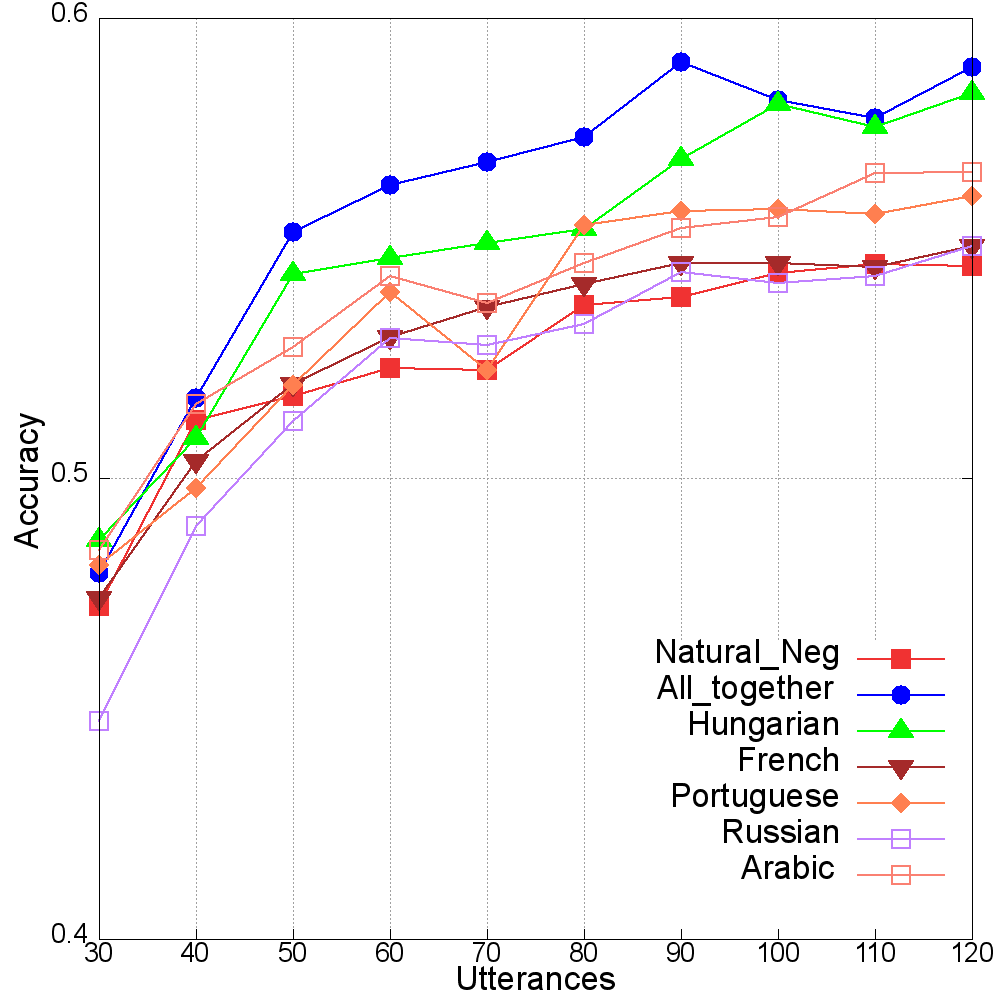 0.6
0.5
0.4
Accuracy
Natural_Neg
All_together
Hungarian
French
Portuguese
Russian
Arabic
30 40 50 60 70 80 90 100 110 120
Utterances